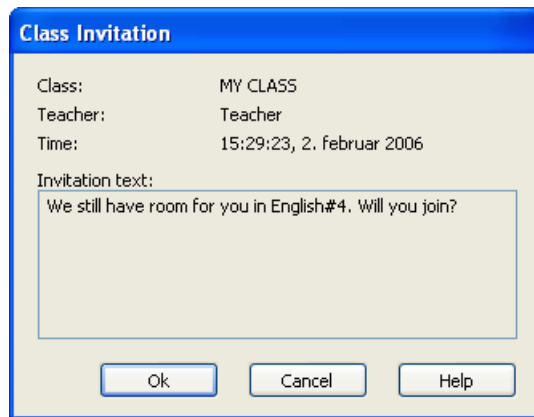 Class Invitation
Class: MY CLASS
Teacher: Teacher
Time: 15:29:23, 2. februar 2006
Invitation text:
We still have room for you in English#4. Will you join?
Ok Cancel Help